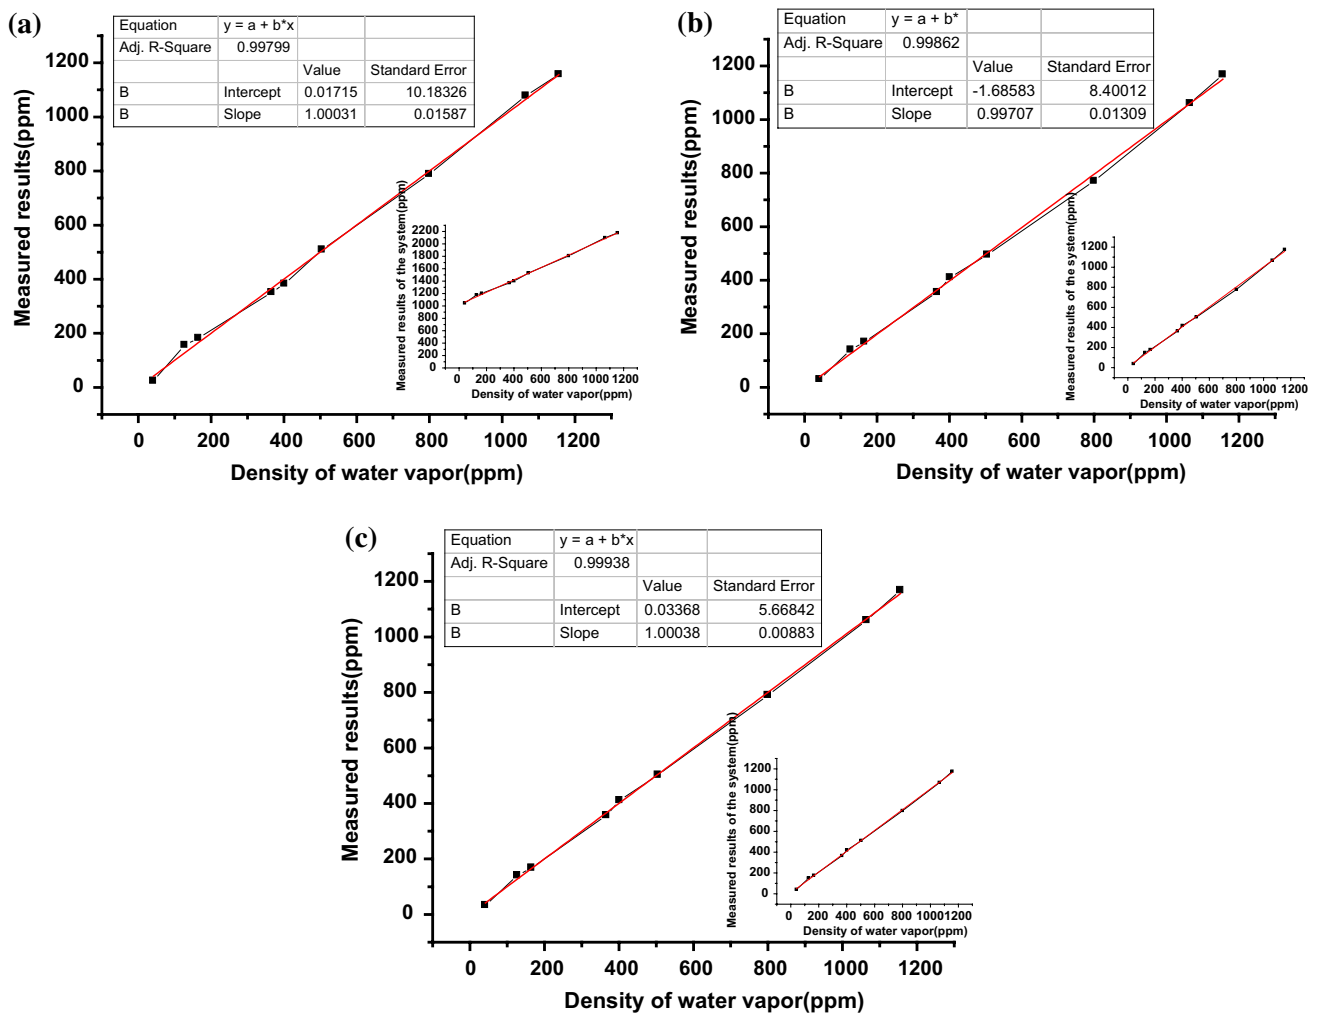 (a)
Equation y = a + b*x
Adj. R-Square 0.99799
Value Standard Error
B Intercept 0.01715 10.18326
B Slope 1.00031 0.01587
Measured results(ppm)
1200
1000
800
600
400
200
0
0 200 400 600 800 1000 1200
Density of water vapor(ppm)
Measured results of the system(ppm)
2200
2000
1800
1600
1400
1200
1000
800
600
400
200
0
0 200 400 600 800 1000 1200
Density of water vapor(ppm)
(b)
Equation y = a + b*
Adj. R-Square 0.99862
Value Standard Error
B Intercept -1.68583 8.40012
B Slope 0.99707 0.01309
Measured results(ppm)
1200
1000
800
600
400
200
0
0 200 400 600 800 1000 1200
Density of water vapor(ppm)
Measured results of the system(ppm)
1200
1000
800
600
400
200
0
0 200 400 600 800 1000 1200
Density of water vapor(ppm)
(c)
Equation y = a + b*x
Adj. R-Square 0.99938
Value Standard Error
B Intercept 0.03368 5.66842
B Slope 1.00038 0.00883
Measured results(ppm)
1200
1000
800
600
400
200
0
0 200 400 600 800 1000 1200
Density of water vapor(ppm)
Measured results of the system(ppm)
1200
1000
800
600
400
200
0
0 200 400 600 800 1000 1200
Density of water vapor(ppm)